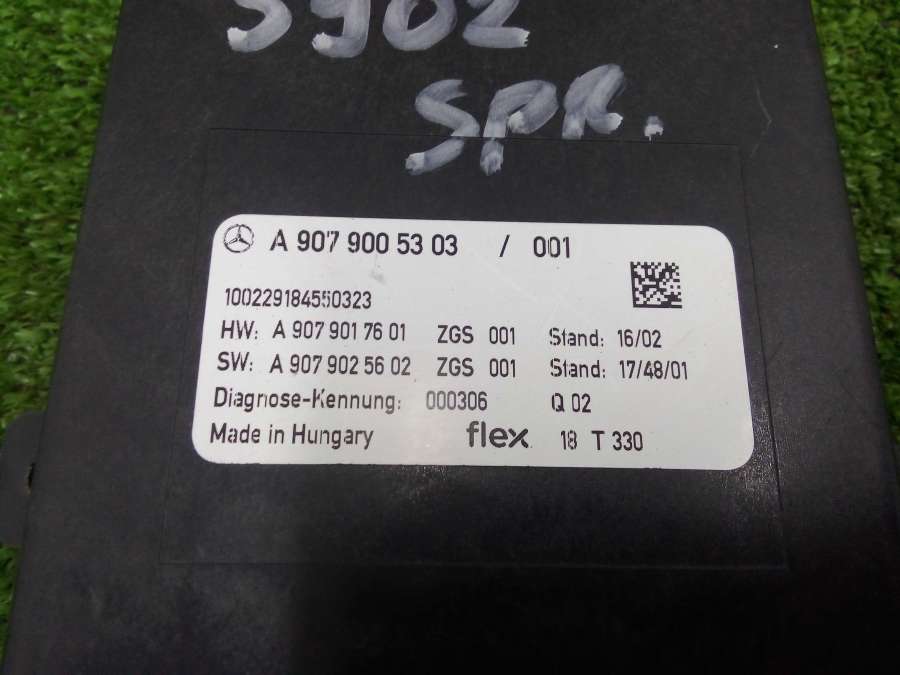 S902
SPR.
A 907 900 53 03 / 001
100229184550323
HW: A 907 901 76 01 ZGS 001 Stand: 16/02
SW: A 907 902 56 02 ZGS 001 Stand: 17/48/01
Diagnose-Kennung: 000306 Q 02
Made in Hungary flex 18 T 330